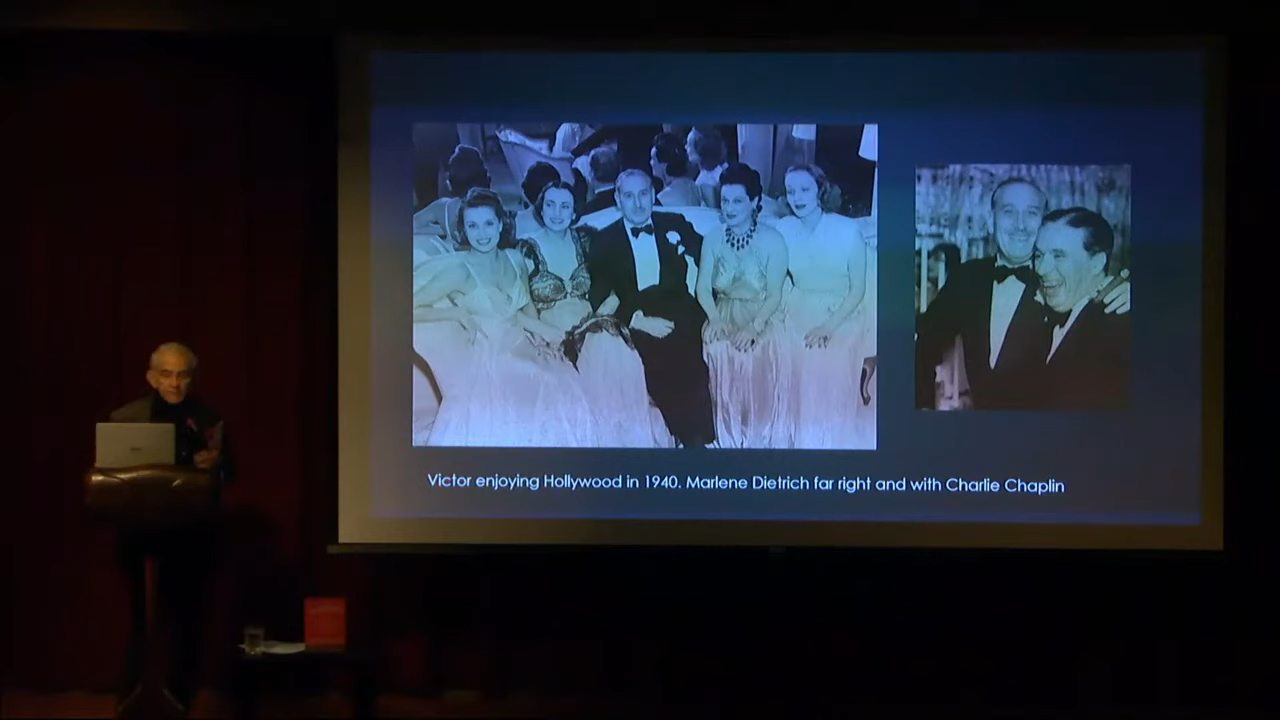 Victor enjoying Hollywood in 1940. Marlene Dietrich far right and with Charlie Chaplin